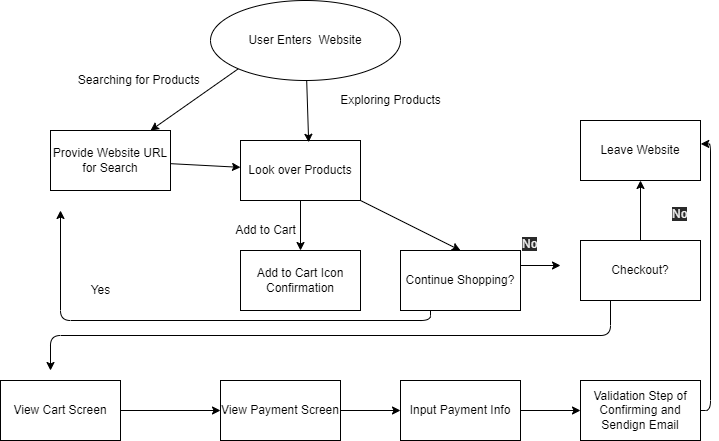 User Enters  Website
Searching for Products
Exploring Products
Provide Website URL
for Search
Look over Products
Leave Website
No
Add to Cart
No
Add to Cart Icon
Confirmation
Continue Shopping?
Checkout?
Yes
View Cart Screen
View Payment Screen
Input Payment Info
Validation Step of
Confirming and
Sendign Email